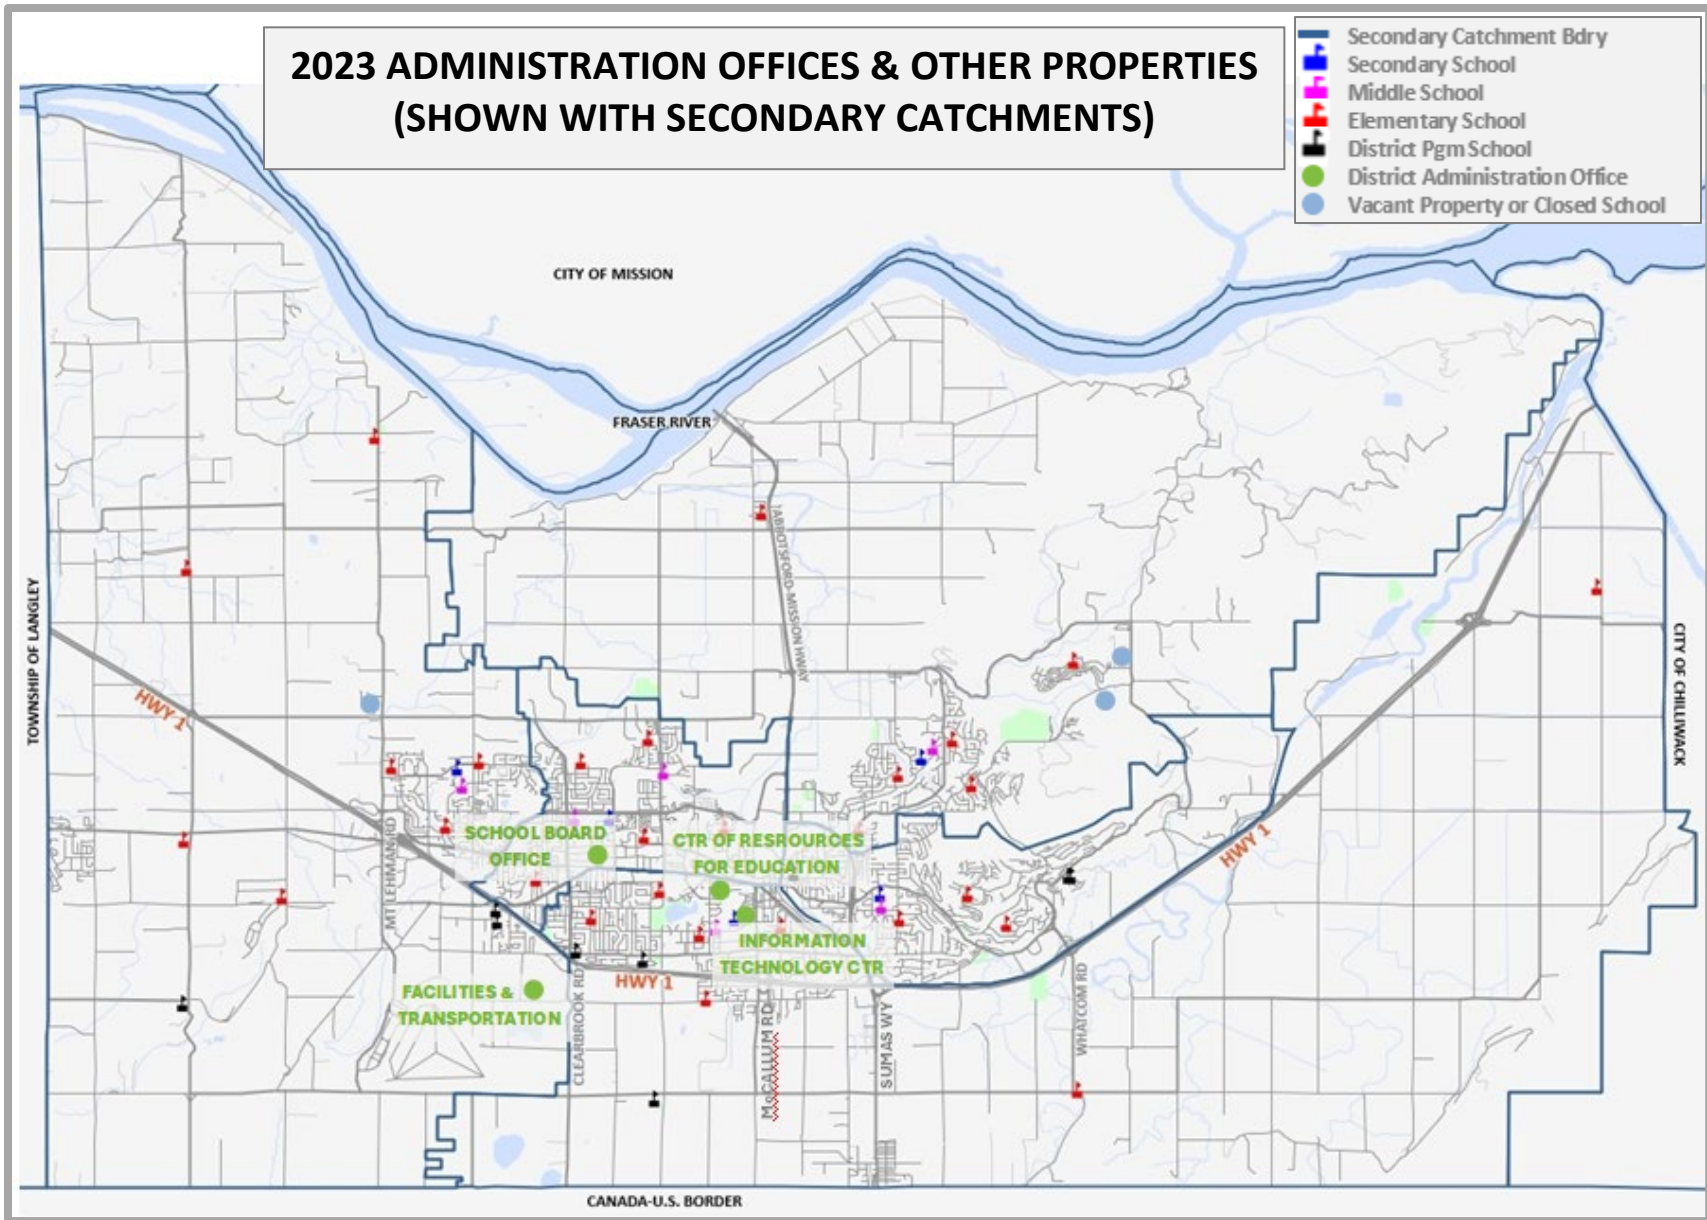 2023 ADMINISTRATION OFFICES & OTHER PROPERTIES
(SHOWN WITH SECONDARY CATCHMENTS)
Secondary Catchment Bdry
Secondary School
Middle School
Elementary School
District Pgm School
District Administration Office
Vacant Property or Closed School
CITY OF MISSION
FRASER RIVER
ABBOTSFORD-MISSION HWAY
TOWNSHIP OF LANGLEY
CITY OF CHILLIWACK
HWY 1
MT LEHMAN RD
SCHOOL BOARD
OFFICE
CTR OF RESROURCES
FOR EDUCATION
HWY 1
INFORMATION
TECHNOLOGY CTR
HWY 1
FACILITIES &
TRANSPORTATION
CLEARBROOK RD
McCALLUM RD
SUMAS WY
WHATCOM RD
CANADA-U.S. BORDER